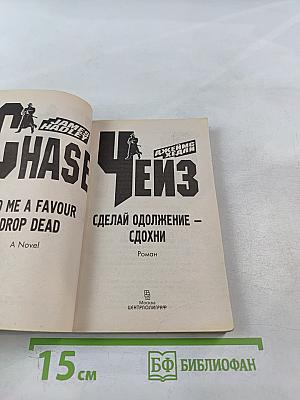 JAMES
HADLEY
CHASE
DO ME A FAVOUR
DROP DEAD
A Novel
ДЖЕЙМС
ХЕДЛИ
ЧЕЙЗ
СДЕЛАЙ ОДОЛЖЕНИЕ –
СДОХНИ
Роман
Москва
ЦЕНТРПОЛИГРАФ
15 см
БФ БИБЛИОФАН